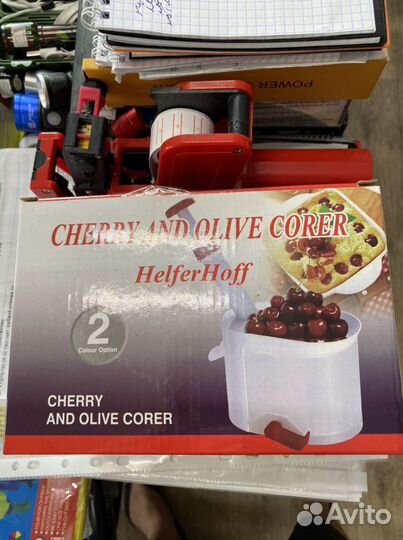 POWER
CHERRY AND OLIVE CORER
HelferHoff
2
Colour Option
CHERRY
AND OLIVE CORER
Avito